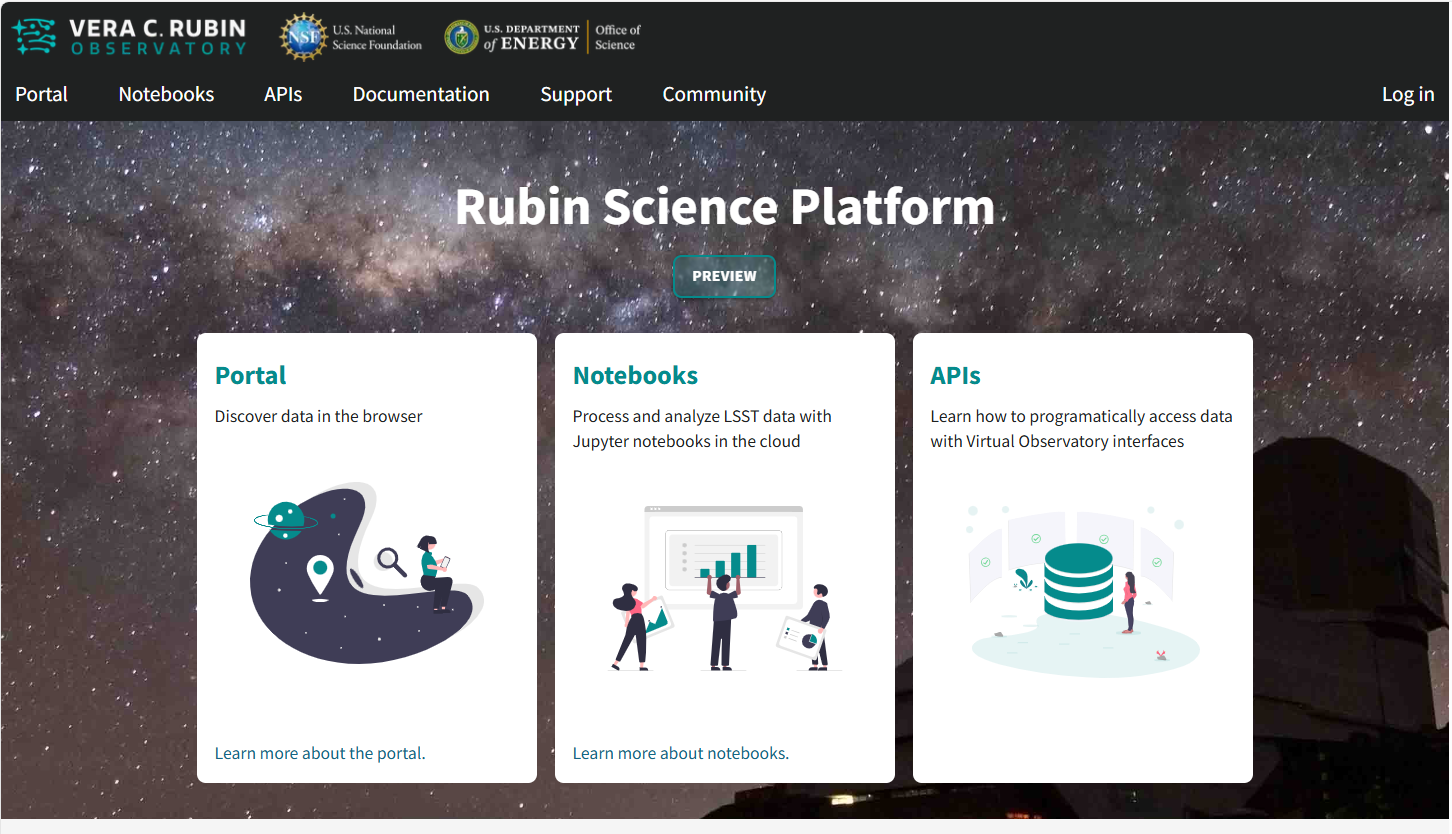 VERA C. RUBIN
OBSERVATORY
NSF
U.S. National
Science Foundation
U.S. DEPARTMENT
of ENERGY
Office of
Science
Portal
Notebooks
APIs
Documentation
Support
Community
Log in
Rubin Science Platform
PREVIEW
Portal
Discover data in the browser
Learn more about the portal.
Notebooks
Process and analyze LSST data with
Jupyter notebooks in the cloud
Learn more about notebooks.
APIs
Learn how to programatically access data
with Virtual Observatory interfaces